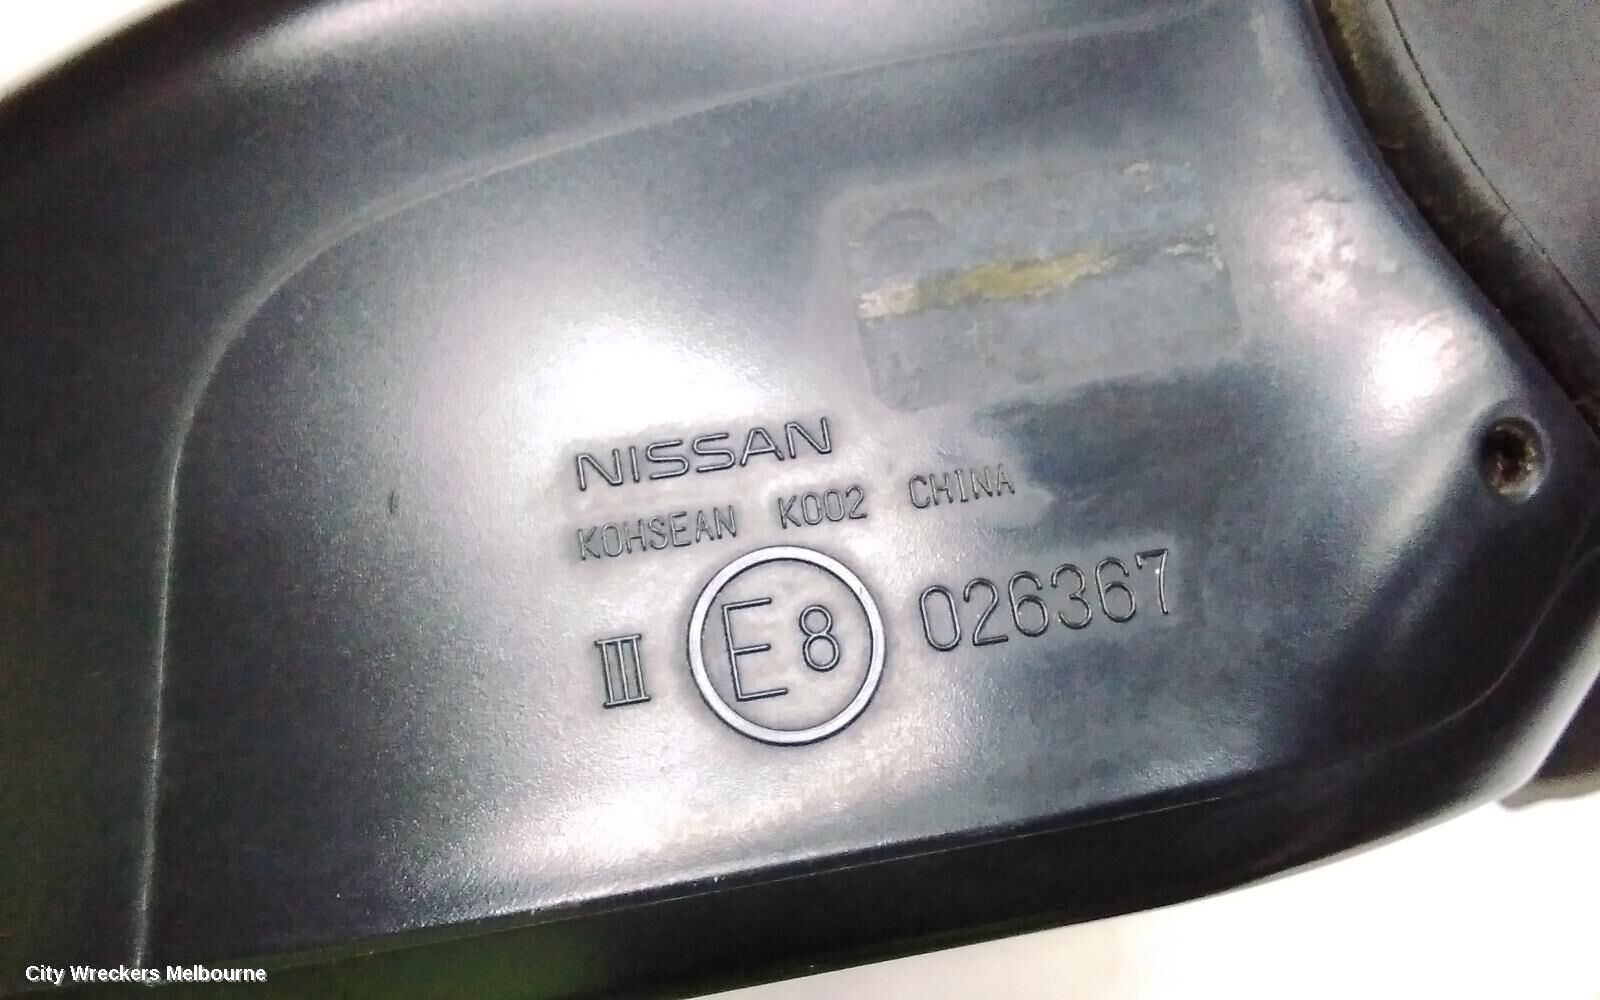 NISSAN
KOHSEAN K002 CHINA
III E8 026367
City Wreckers Melbourne